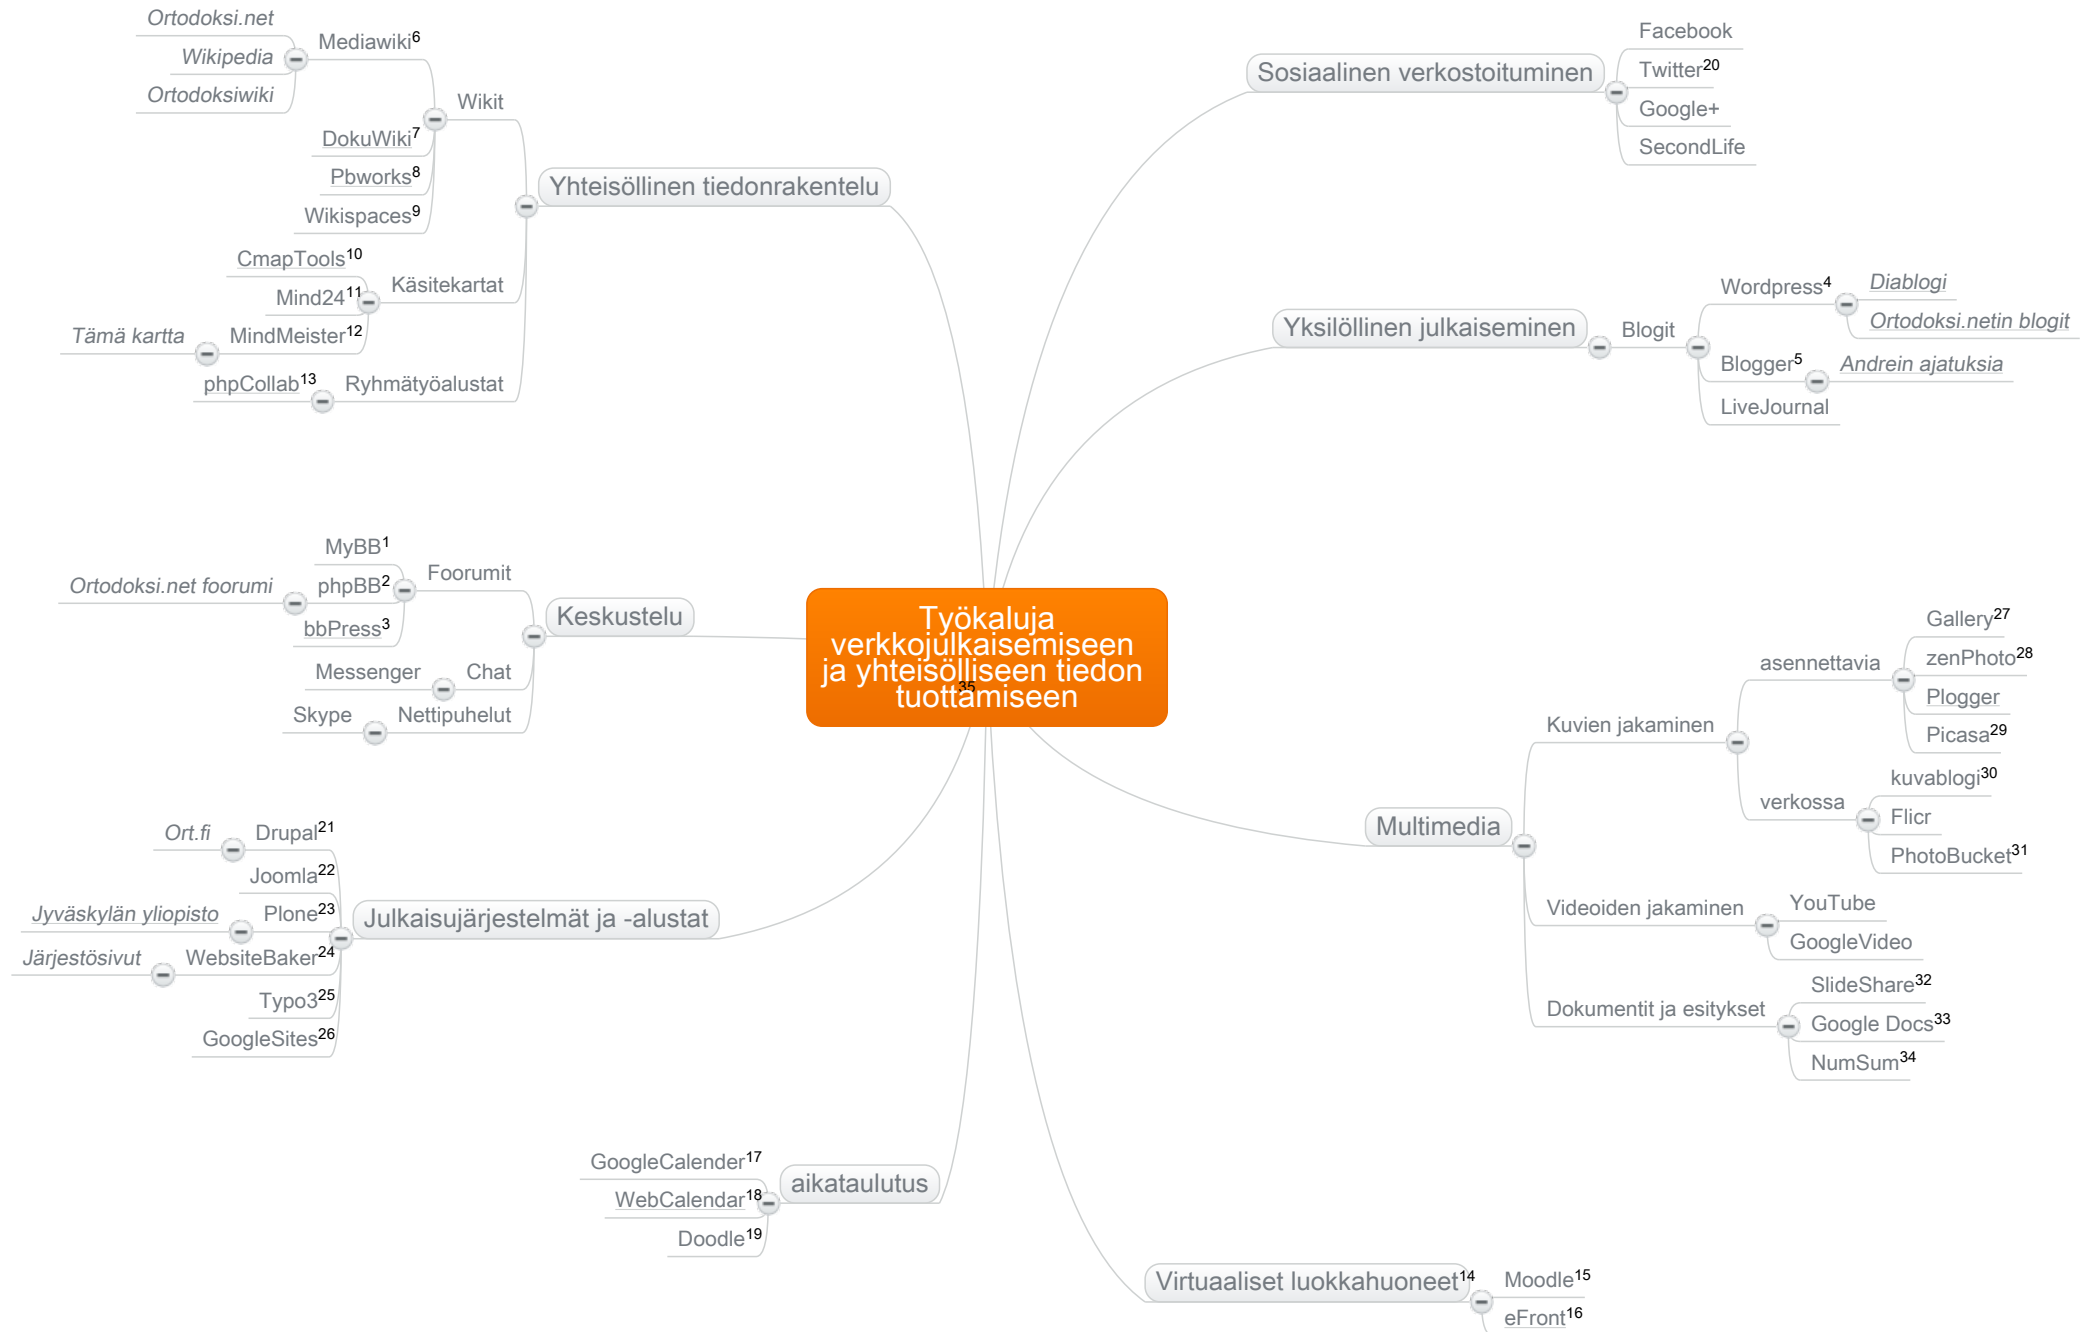 Työkaluja
verkkojulkaisemiseen
ja yhteisölliseen tiedon
tuottamiseen
35
Yhteisöllinen tiedonrakentelu
Wikit
Mediawiki6
Ortodoksi.net
Wikipedia
Ortodoksiwiki
DokuWiki7
Pbworks8
Wikispaces9
Käsitekartat
CmapTools10
Mind24 11
MindMeister12
Tämä kartta
Ryhmätyöalustat
phpCollab13
Keskustelu
Foorumit
MyBB1
phpBB2
Ortodoksi.net foorumi
bbPress3
Chat
Messenger
Nettipuhelut
Skype
Julkaisujärjestelmät ja -alustat
Drupal21
Ort.fi
Joomla22
Plone23
Jyväskylän yliopisto
WebsiteBaker24
Järjestösivut
Typo325
GoogleSites26
aikataulutus
GoogleCalender17
WebCalendar18
Doodle19
Sosiaalinen verkostoituminen
Facebook
Twitter20
Google+
SecondLife
Yksilöllinen julkaiseminen
Blogit
Wordpress4
Diablogi
Ortodoksi.netin blogit
Blogger5
Andrein ajatuksia
LiveJournal
Multimedia
Kuvien jakaminen
asennettavia
Gallery27
zenPhoto28
Plogger
Picasa29
verkossa
kuvablogi30
Flicr
PhotoBucket31
Videoiden jakaminen
YouTube
GoogleVideo
Dokumentit ja esitykset
SlideShare32
Google Docs33
NumSum34
Virtuaaliset luokkahuoneet14
Moodle15
eFront16